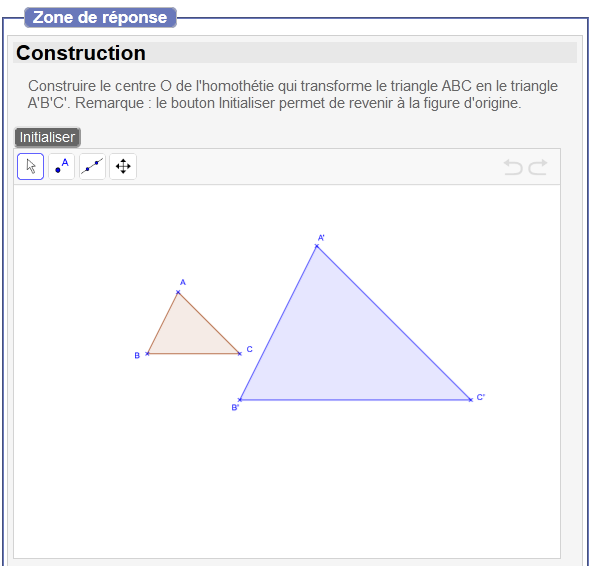 Zone de réponse
Construction
Construire le centre O de l'homothétie qui transforme le triangle ABC en le triangle
A'B'C'. Remarque : le bouton Initialiser permet de revenir à la figure d'origine.
Initialiser
A
A'
A
B
C
B'
C'